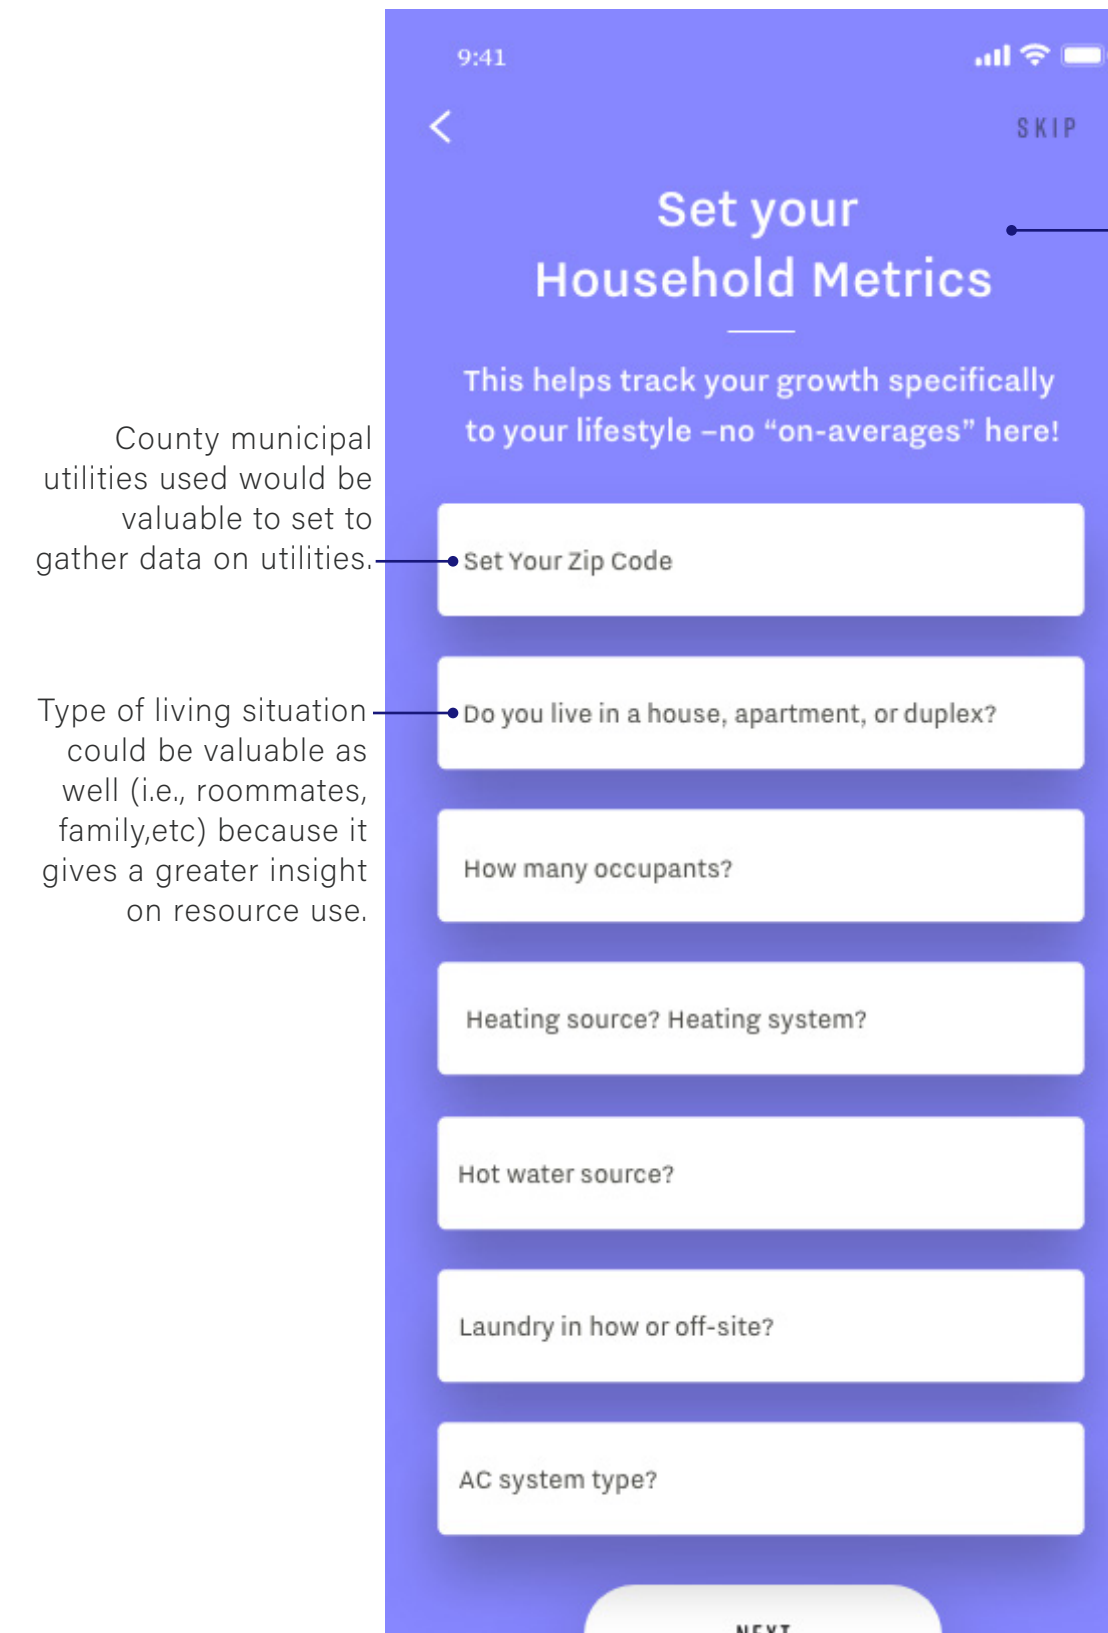 9:41
SKIP
Set your
Household Metrics
This helps track your growth specifically
to your lifestyle –no “on-averages” here!
County municipal
utilities used would be
valuable to set to
gather data on utilities.
Set Your Zip Code
Type of living situation
could be valuable as
well (i.e., roommates,
family,etc) because it
gives a greater insight
on resource use.
Do you live in a house, apartment, or duplex?
How many occupants?
Heating source? Heating system?
Hot water source?
Laundry in how or off-site?
AC system type?
NEXT